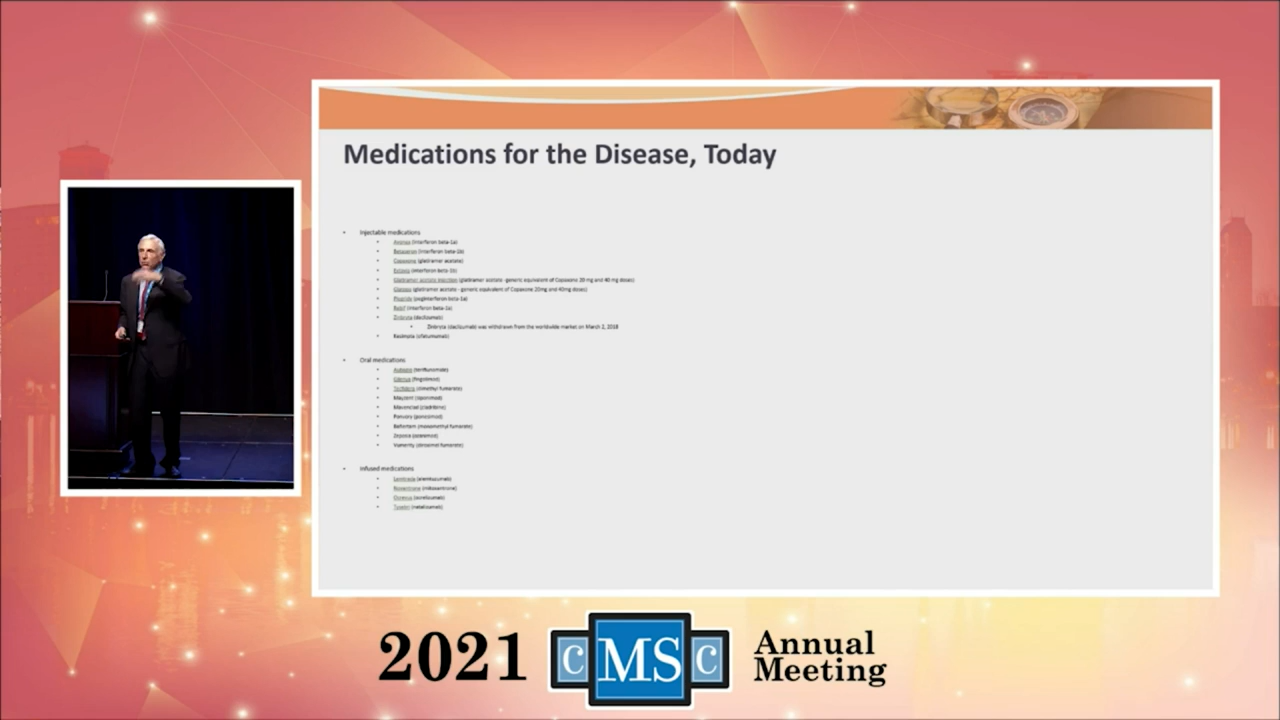 Medications for the Disease, Today
• Injectable medications
• Avonex (interferon beta-1a)
• Betaseron (interferon beta-1b)
• Copaxone (glatiramer acetate)
• Extavia (interferon beta-1b)
• Glatiramer acetate injection (glatiramer acetate -generic equivalent of Copaxone 20 mg and 40 mg doses)
• Glatopa (glatiramer acetate - generic equivalent of Copaxone 20mg and 40mg doses)
• Plegridy (peginterferon beta-1a)
• Rebif (interferon beta-1a)
• Zinbryta (daclizumab)
• Zinbryta (daclizumab) was withdrawn from the worldwide market on March 2, 2018
• (ofatumumab)
• Oral medications
• Aubagio (teriflunomide)
• Gilenya (fingolimod)
• Tecfidera (dimethyl fumarate)
• Mayzent (siponimod)
• Mavenclad (cladribine)
• Ponvory (ponesimod)
• Bafiertam (monomethyl fumarate)
• Zeposia (ozanimod)
• Vumerity (diroximel fumarate)
• Infused medications
• Lemtrada (alemtuzumab)
• Novantrone (mitoxantrone)
• Ocrevus (ocrelizumab)
• Tysabri (natalizumab)
2021 CMSC Annual
Meeting